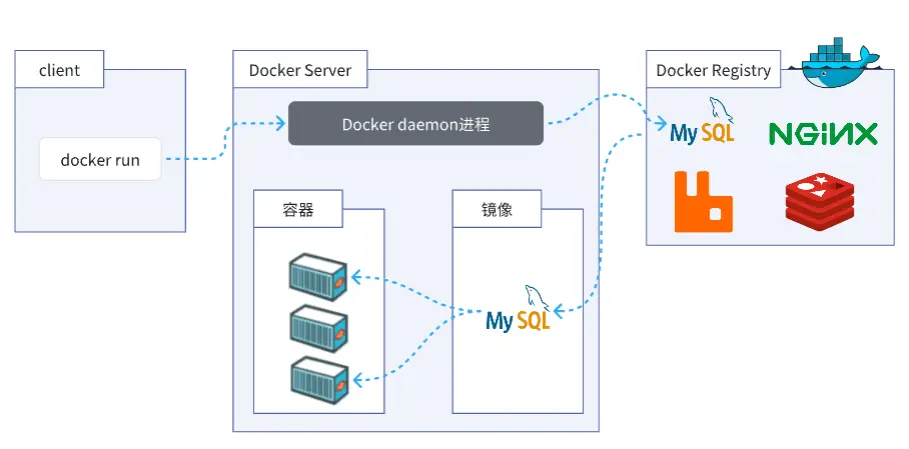 client
docker run
Docker Server
Docker daemon进程
容器
镜像
MySQL
Docker Registry
MySQL
NGINX